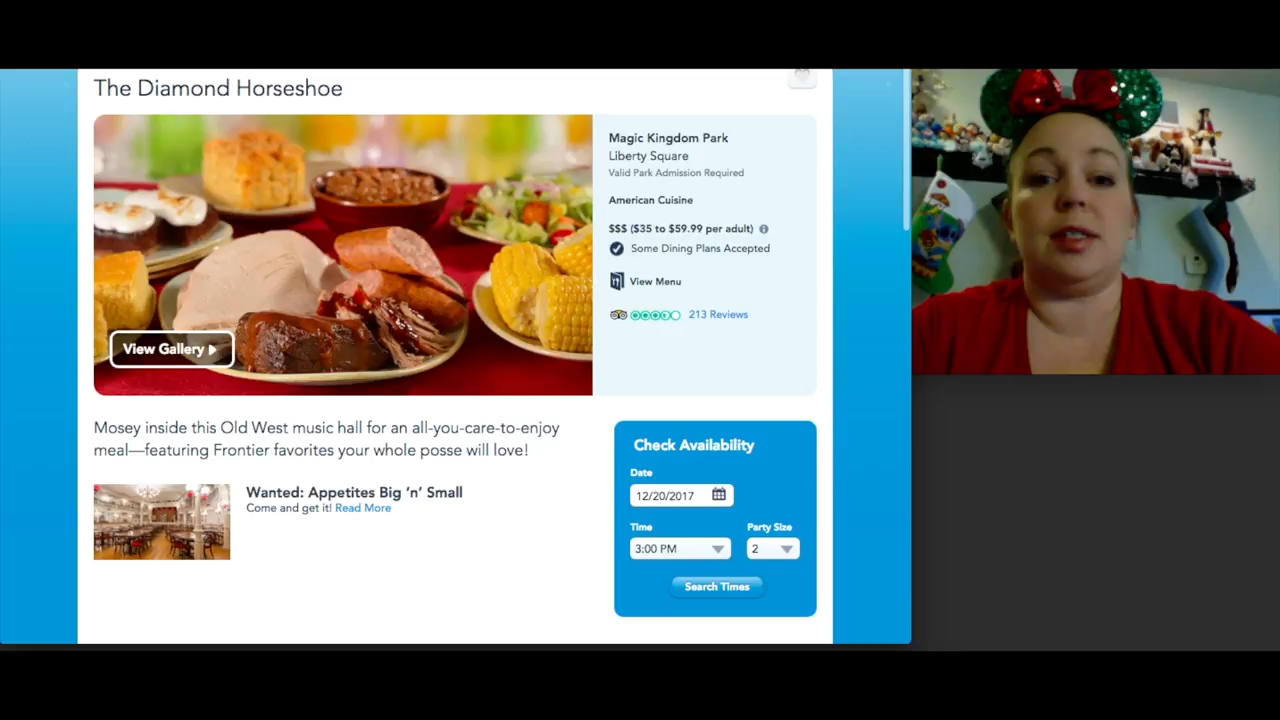 The Diamond Horseshoe
Magic Kingdom Park
Liberty Square
Valid Park Admission Required
American Cuisine
$$$ ($35 to $59.99 per adult)
Some Dining Plans Accepted
View Menu
213 Reviews
View Gallery
Mosey inside this Old West music hall for an all-you-care-to-enjoy
meal—featuring Frontier favorites your whole posse will love!
Wanted: Appetites Big ‘n’ Small
Come and get it! Read More
Check Availability
Date
12/20/2017
Time Party Size
3:00 PM 2
Search Times